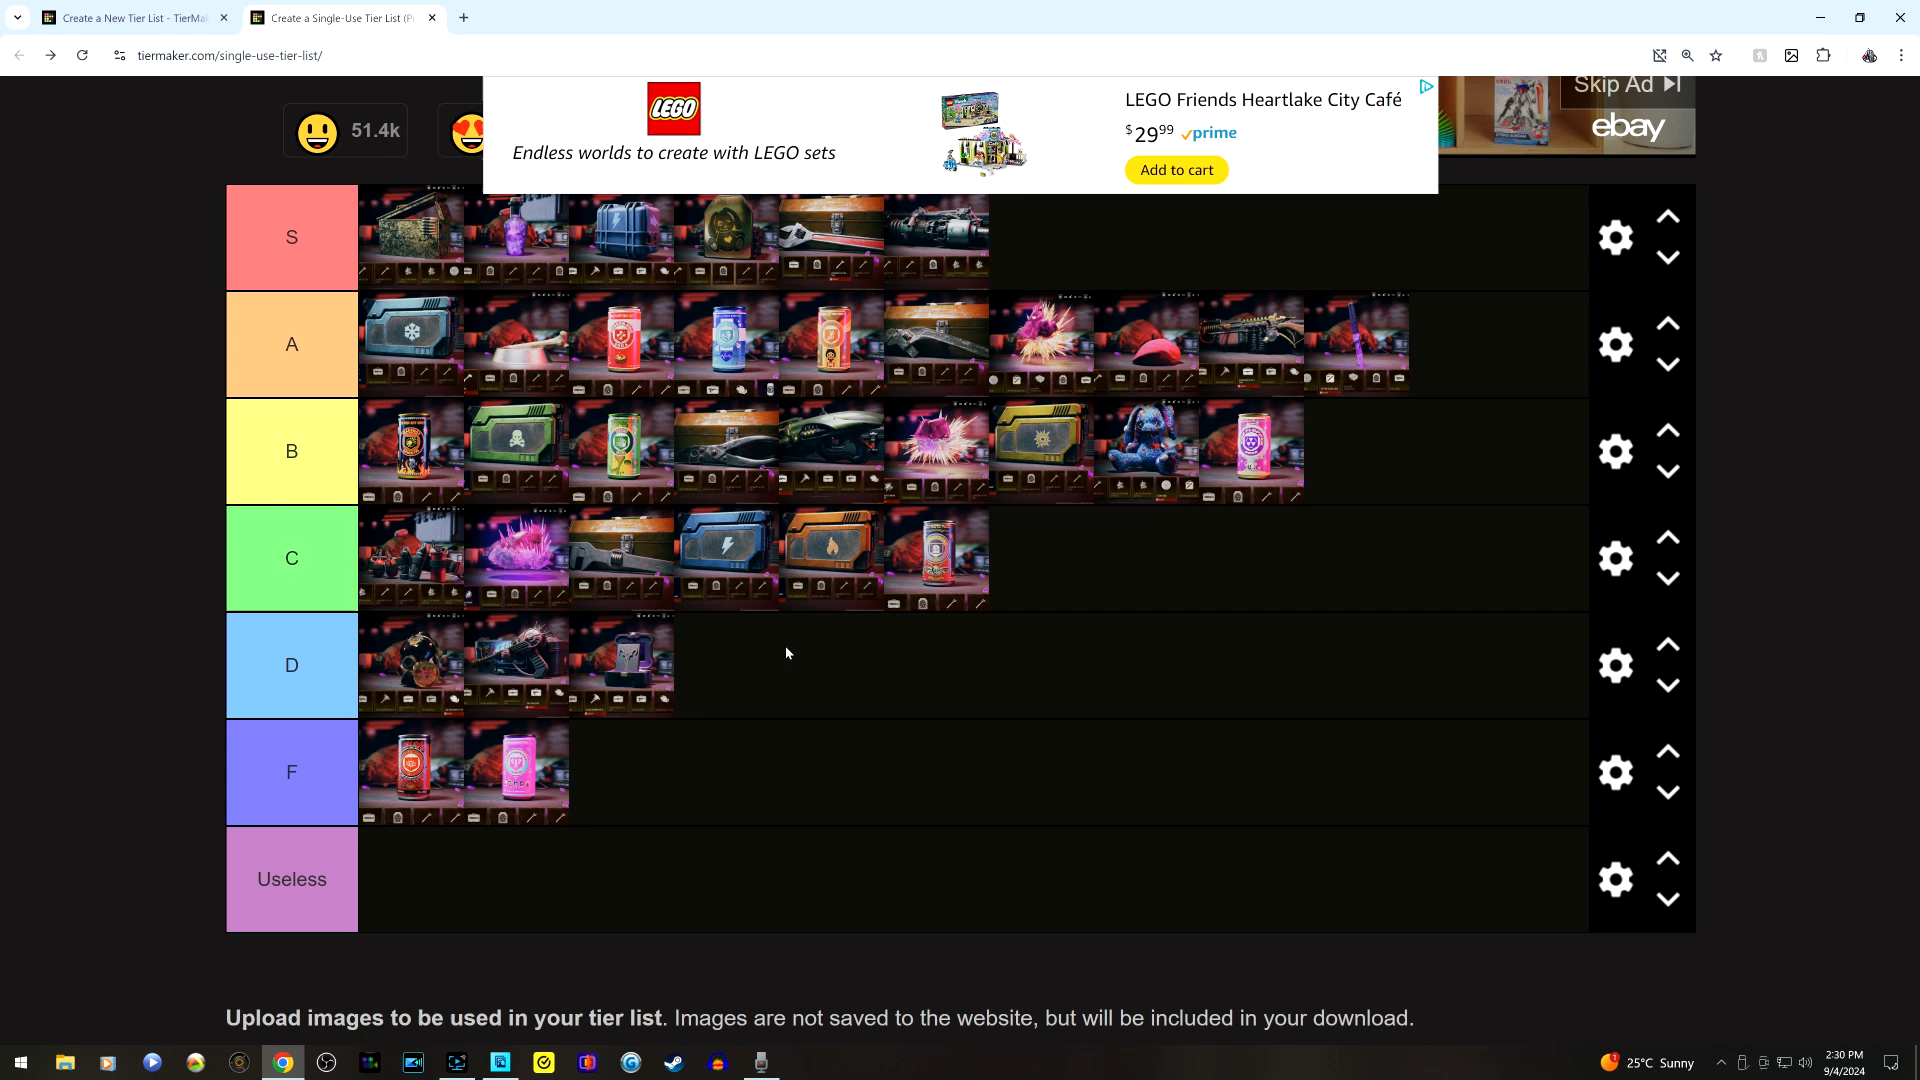 Create a New Tier List - TierMa
Create a Single-Use Tier List (P
tiermaker.com/single-use-tier-list/
51.4k
LEGO
Endless worlds to create with LEGO sets
LEGO Friends Heartlake City Café
$29⁹⁹ prime
Add to cart
Skip Ad
ebay
S
A
B
C
D
F
Useless
Upload images to be used in your tier list. Images are not saved to the website, but will be included in your download.
1
25°C Sunny
2:30 PM
9/4/2024